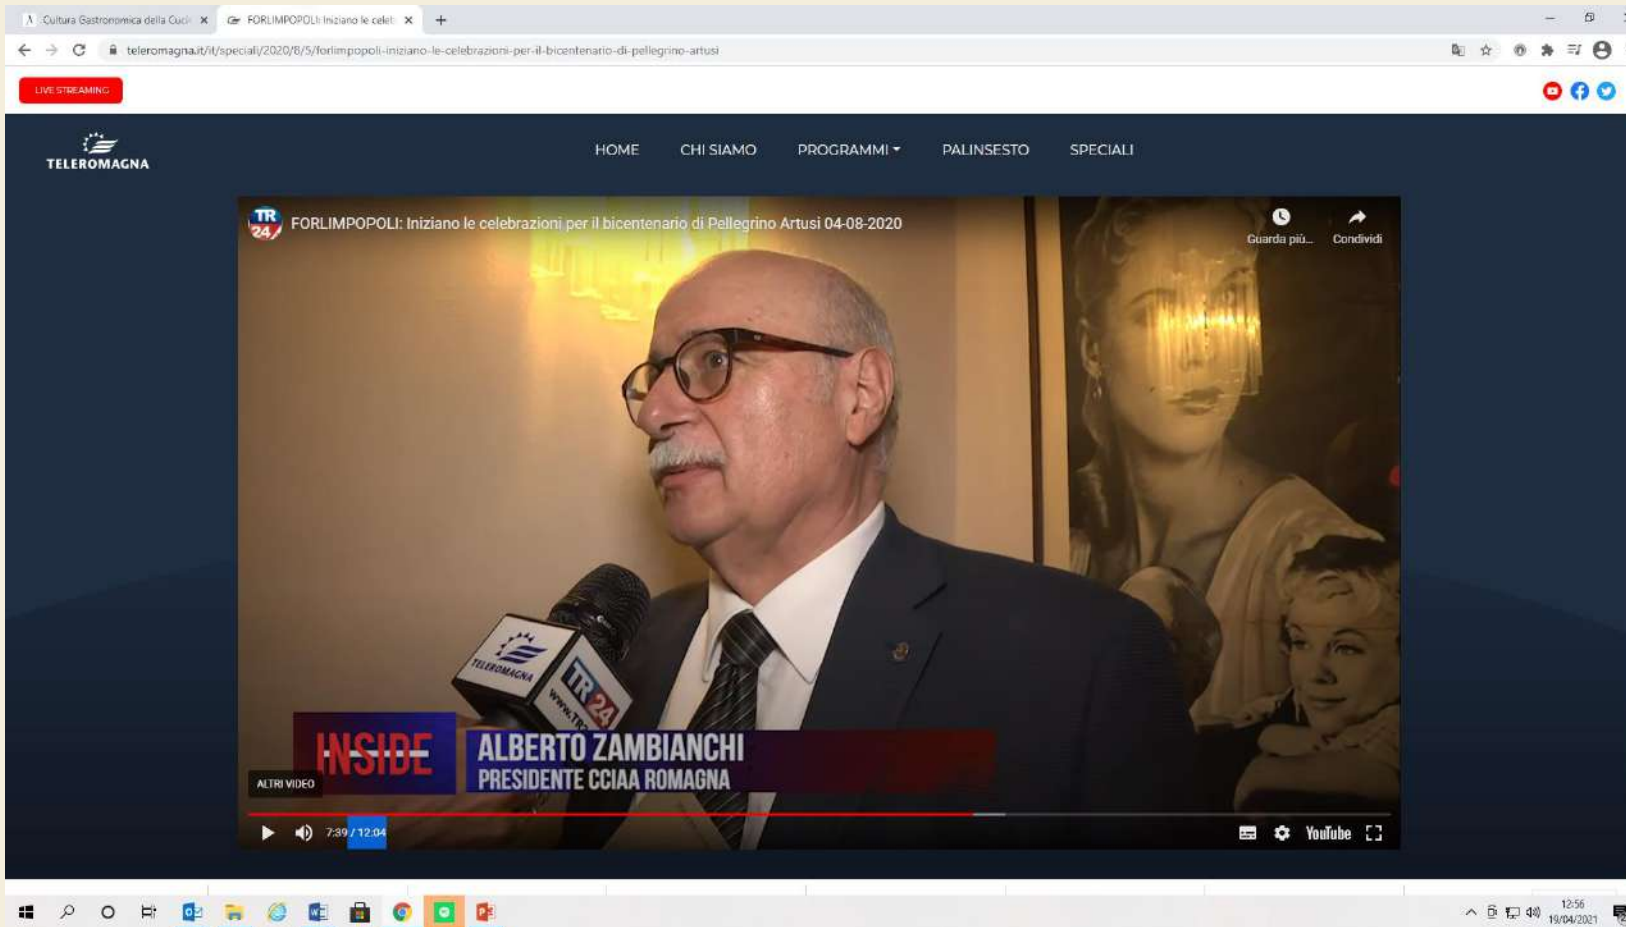 Cultura Gastronomica della Cuci
FORLIMPOPOLI: Iniziano le celeb
teleromagna.it/it/speciali/2020/8/5/forlimpopoli-iniziano-le-celebrazioni-per-il-bicentenario-di-pellegrino-artusi
LIVE STREAMING
TELEROMAGNA
HOME CHI SIAMO PROGRAMMI PALINSESTO SPECIALI
TR 24/
FORLIMPOPOLI: Iniziano le celebrazioni per il bicentenario di Pellegrino Artusi 04-08-2020
Guarda più... Condividi
TELEROMAGNA
TR 24
www.TR
INSIDE
ALBERTO ZAMBIANCHI
PRESIDENTE CCIAA ROMAGNA
ALTRI VIDEO
7:39 / 12:04
YouTube
12:56
19/04/2021